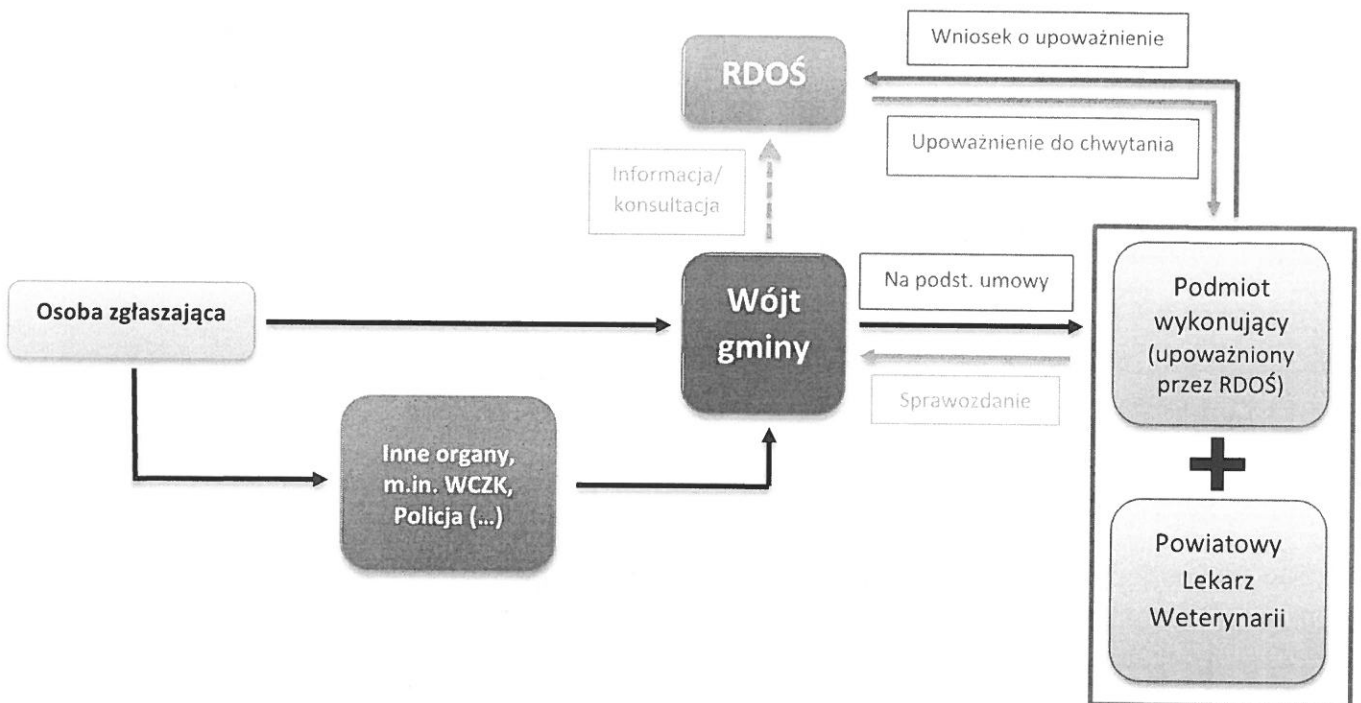 Wniosek o upoważnienie
RDOŚ
Upoważnienie do chwytania
Informacja/
konsultacja
Osoba zgłaszająca
Wójt
gminy
Na podst. umowy
Sprawozdanie
Podmiot
wykonujący
(upoważniony
przez RDOŚ)
Inne organy,
m.in. WCZK,
Policja (...)
Powiatowy
Lekarz
Weterynarii